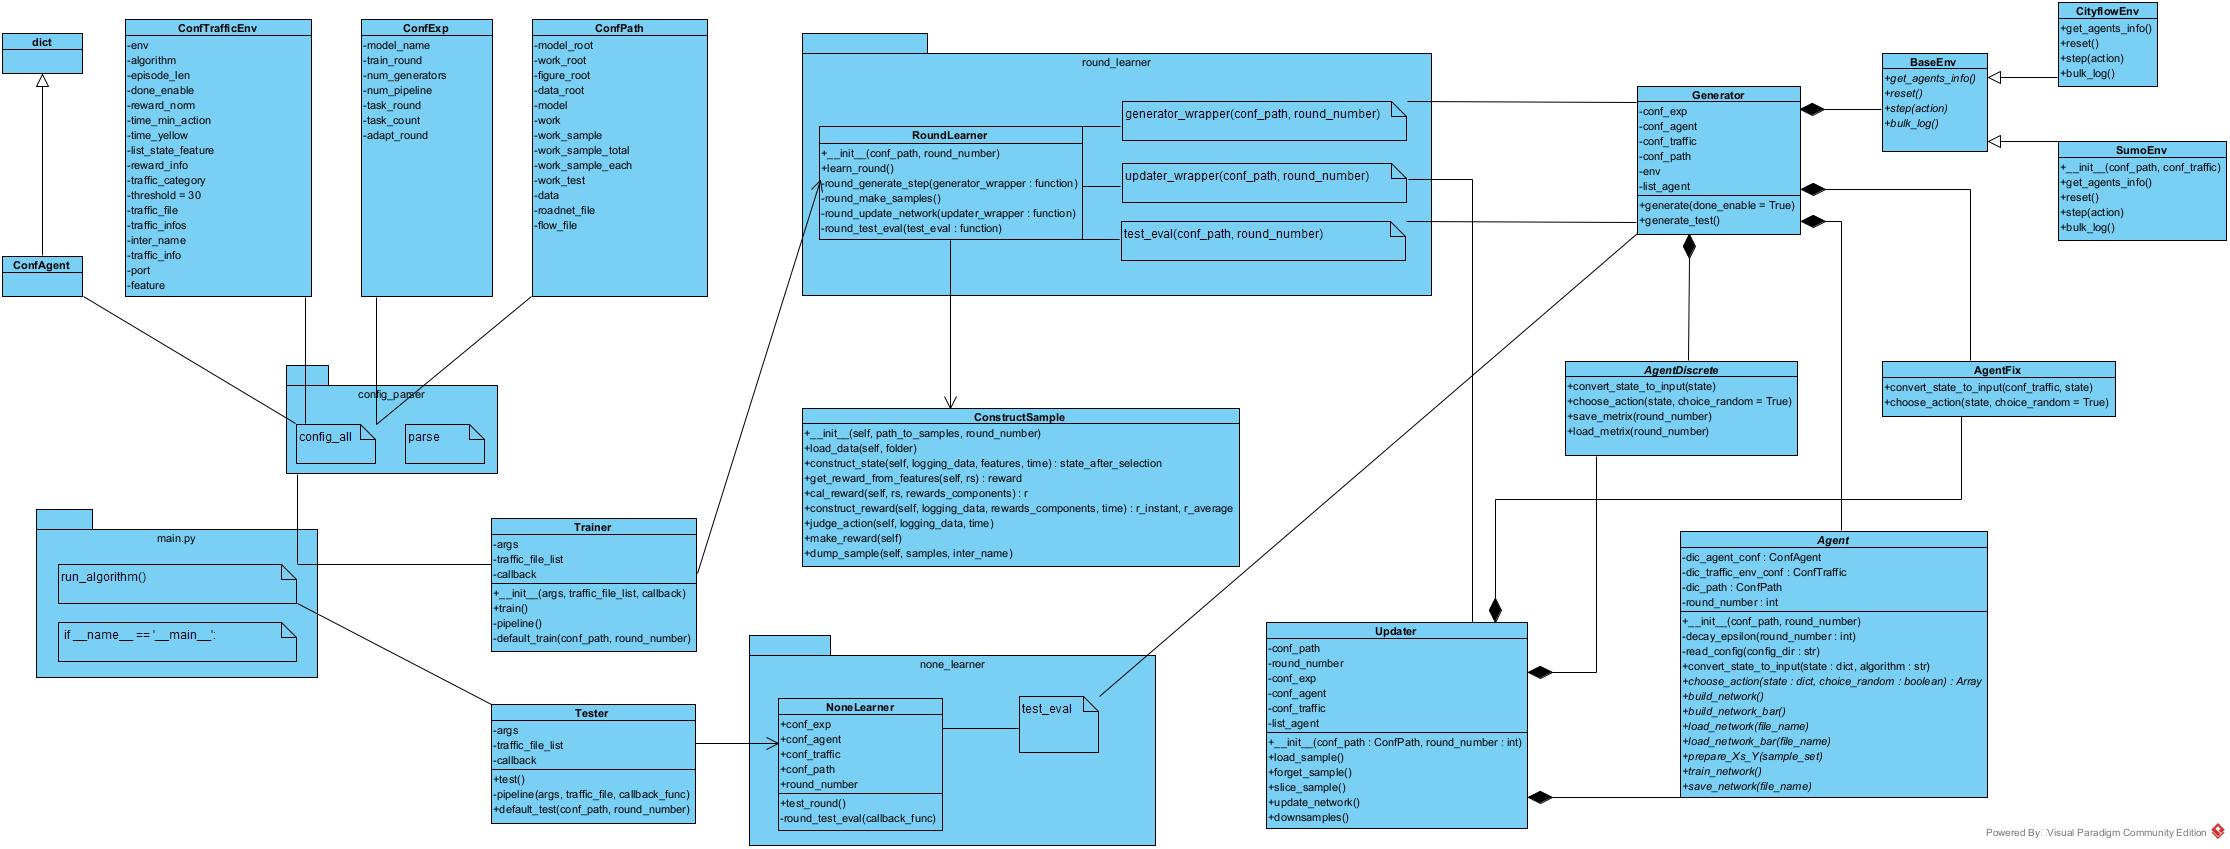 dict
ConfAgent
ConfTrafficEnv
-env
-algorithm
-episode_len
-done_enable
-reward_norm
-time_min_action
-time_yellow
-list_state_feature
-reward_info
-traffic_category
-threshold = 30
-traffic_file
-traffic_infos
-inter_name
-traffic_info
-port
-feature
ConfExp
-model_name
-train_round
-num_generators
-num_pipeline
-task_round
-task_count
-adapt_round
ConfPath
-model_root
-work_root
-figure_root
-data_root
-model
-work
-work_sample
-work_sample_total
-work_sample_each
-work_test
-data
-roadnet_file
-flow_file
config_parser
config_all
parse
main.py
run_algorithm()
if __name__ == '__main__':
Trainer
-args
-traffic_file_list
-callback
+__init__(args, traffic_file_list, callback)
+train()
-pipeline()
-default_train(conf_path, round_number)
Tester
-args
-traffic_file_list
-callback
+test()
-pipeline(args, traffic_file, callback_func)
+default_test(conf_path, round_number)
round_learner
RoundLearner
+__init__(conf_path, round_number)
+learn_round()
-round_generate_step(generator_wrapper : function)
-round_make_samples()
-round_update_network(updater_wrapper : function)
-round_test_eval(test_eval : function)
generator_wrapper(conf_path, round_number)
updater_wrapper(conf_path, round_number)
test_eval(conf_path, round_number)
ConstructSample
+__init__(self, path_to_samples, round_number)
+load_data(self, folder)
+construct_state(self, logging_data, features, time) : state_after_selection
+get_reward_from_features(self, rs) : reward
+cal_reward(self, rs, rewards_components) : r
+construct_reward(self, logging_data, rewards_components, time) : r_instant, r_average
+judge_action(self, logging_data, time)
+make_reward(self)
+dump_sample(self, samples, inter_name)
none_learner
NoneLearner
+conf_exp
+conf_agent
+conf_traffic
+conf_path
+round_number
+test_round()
-round_test_eval(callback_func)
test_eval
Generator
-conf_exp
-conf_agent
-conf_traffic
-conf_path
-env
-list_agent
+generate(done_enable = True)
+generate_test()
BaseEnv
+get_agents_info()
+reset()
+step(action)
+bulk_log()
CityflowEnv
+get_agents_info()
+reset()
+step(action)
+bulk_log()
SumoEnv
+__init__(conf_path, conf_traffic)
+get_agents_info()
+reset()
+step(action)
+bulk_log()
AgentDiscrete
+convert_state_to_input(state)
+choose_action(state, choice_random = True)
+save_metrix(round_number)
+load_metrix(round_number)
AgentFix
+convert_state_to_input(conf_traffic, state)
+choose_action(state, choice_random = True)
Updater
-conf_path
-round_number
-conf_exp
-conf_agent
-conf_traffic
-list_agent
+__init__(conf_path : ConfPath, round_number : int)
+load_sample()
+forget_sample()
+slice_sample()
+update_network()
+downsamples()
Agent
-dic_agent_conf : ConfAgent
-dic_traffic_env_conf : ConfTraffic
-dic_path : ConfPath
-round_number : int
+__init__(conf_path, round_number)
-decay_epsilon(round_number : int)
-read_config(config_dir : str)
+convert_state_to_input(state : dict, algorithm : str)
+choose_action(state : dict, choice_random : boolean) : Array
+build_network()
+build_network_bar()
+load_network(file_name)
+load_network_bar(file_name)
+prepare_Xs_Y(sample_set)
+train_network()
+save_network(file_name)
Powered By Visual Paradigm Community Edition